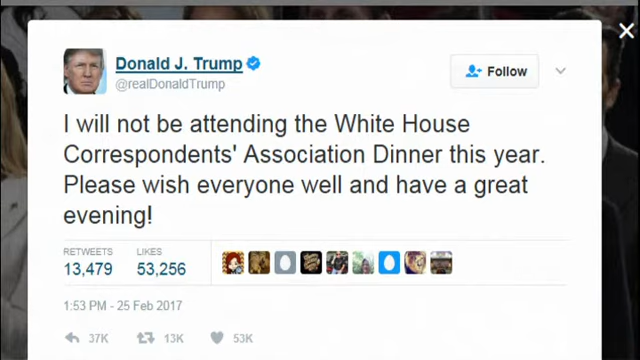 Donald J. Trump
@realDonaldTrump
Follow
I will not be attending the White House
Correspondents' Association Dinner this year.
Please wish everyone well and have a great
evening!
RETWEETS LIKES
13,479 53,256
1:53 PM - 25 Feb 2017
37K 13K 53K